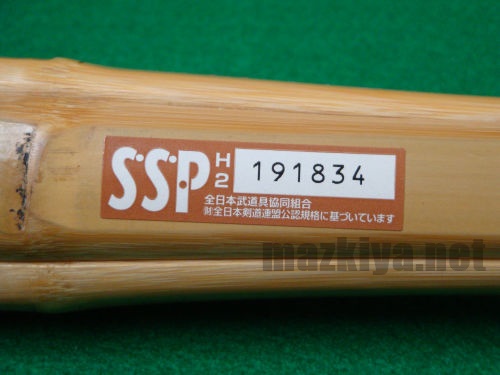 S·S·P
H2
191834
全日本武道具協同組合
㈶全日本剣道連盟公認規格に基づいています
mazkiya.net